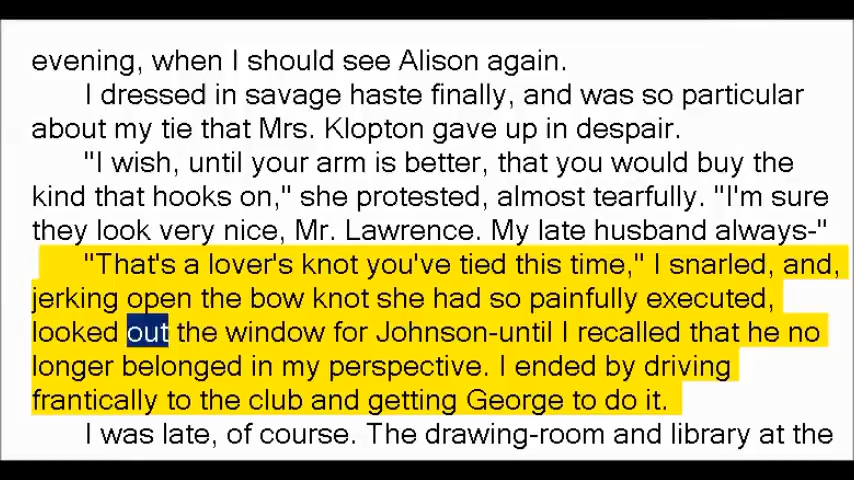 evening, when I should see Alison again.
I dressed in savage haste finally, and was so particular
about my tie that Mrs. Klopton gave up in despair.
"I wish, until your arm is better, that you would buy the
kind that hooks on," she protested, almost tearfully. "I'm sure
they look very nice, Mr. Lawrence. My late husband always-"
"That's a lover's knot you've tied this time," I snarled, and,
jerking open the bow knot she had so painfully executed,
looked out the window for Johnson-until I recalled that he no
longer belonged in my perspective. I ended by driving
frantically to the club and getting George to do it.
I was late, of course. The drawing-room and library at the